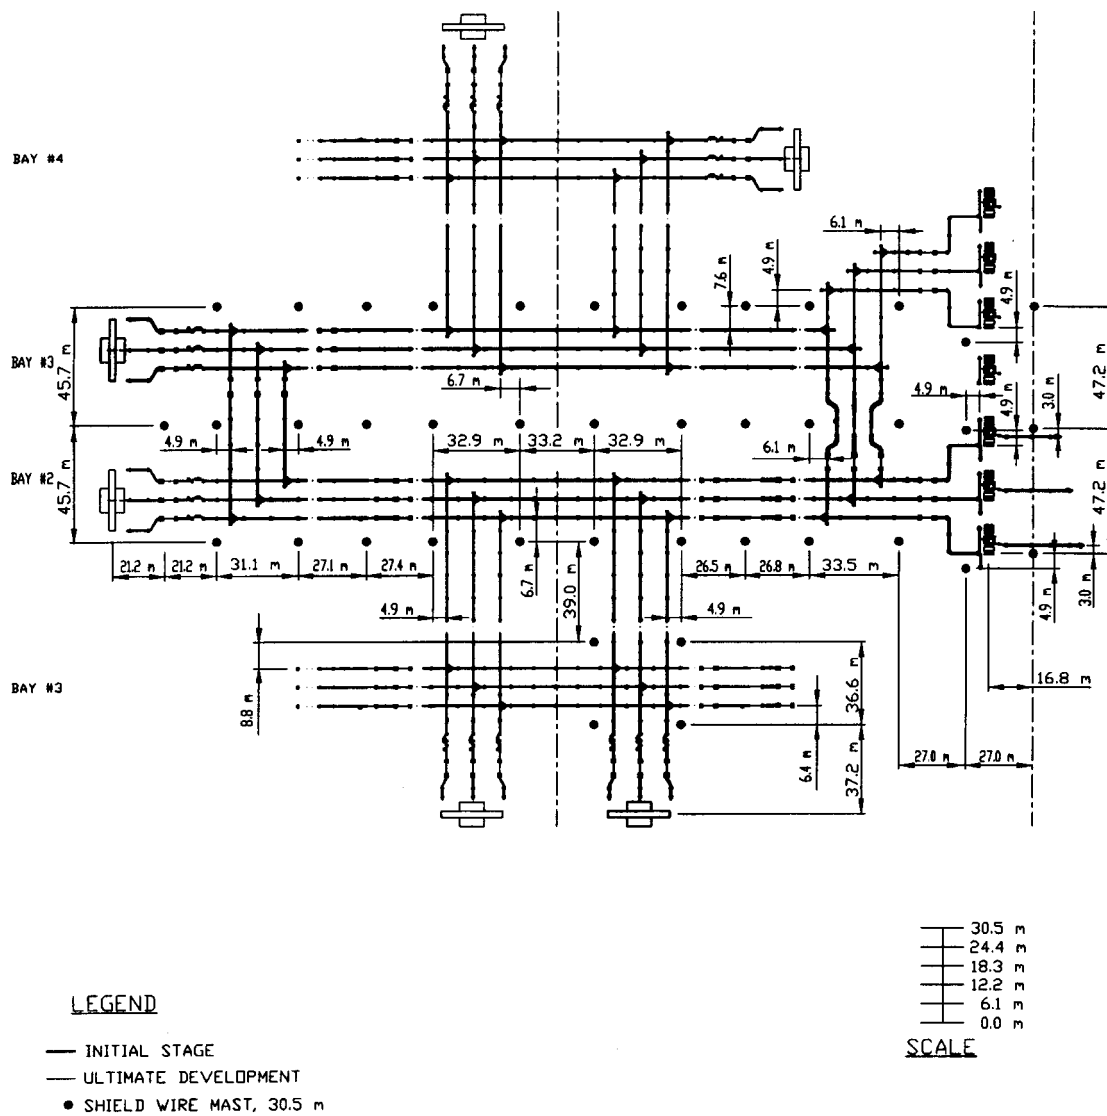 BAY #4
6.1 m
4.9 m
7.6 m
4.9 m
45.7 m
BAY #3
47.2 m
6.7 m
4.9 m
4.9 m
3.0 m
4.9 m
4.9 m
32.9 m
33.2 m
32.9 m
6.1 m
BAY #2
45.7 m
47.2 m
21.2 m
21.2 m
31.1 m
27.1 m
27.4 m
6.7 m
39.0 m
26.5 m
26.8 m
33.5 m
4.9 m
3.0 m
4.9 m
4.9 m
BAY #3
8.8 m
36.6 m
16.8 m
6.4 m
37.2 m
27.0 m
27.0 m
30.5 m
24.4 m
18.3 m
12.2 m
6.1 m
0.0 m
SCALE
LEGEND
INITIAL STAGE
ULTIMATE DEVELOPMENT
SHIELD WIRE MAST, 30.5 m